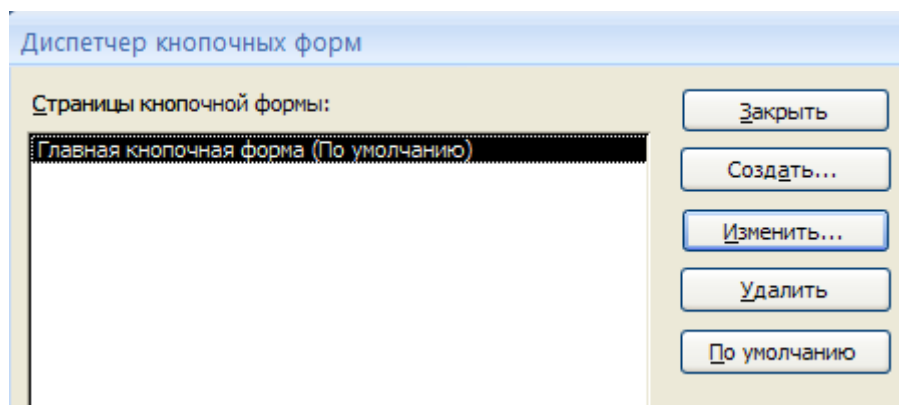 Диспетчер кнопочных форм
Страницы кнопочной формы:
Главная кнопочная форма (По умолчанию)
Закрыть
Создать...
Изменить...
Удалить
По умолчанию